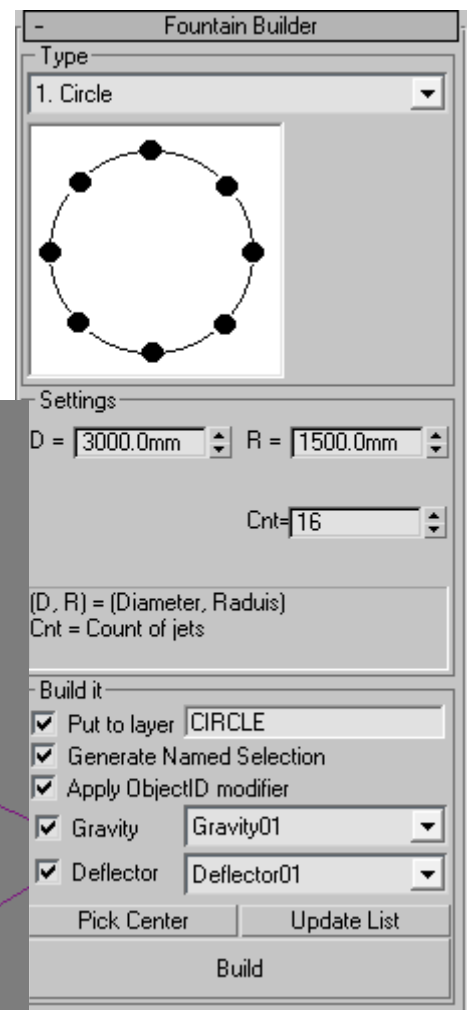 - Fountain Builder
Type
1. Circle
Settings
D = 3000.0mm R = 1500.0mm
Cnt= 16
(D, R) = (Diameter, Raduis)
Cnt = Count of jets
Build it
Put to layer CIRCLE
Generate Named Selection
Apply ObjectID modifier
Gravity Gravity01
Deflector Deflector01
Pick Center Update List
Build